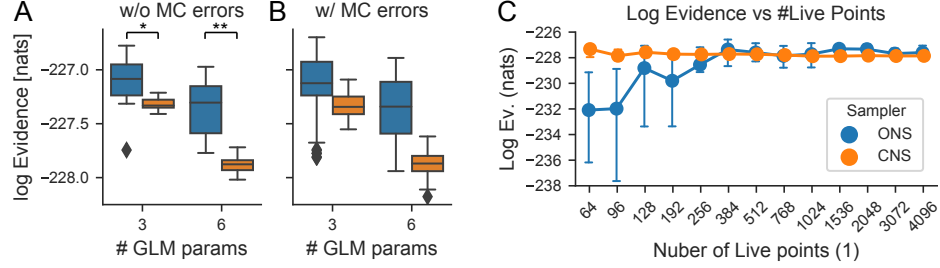 A
w/o MC errors
*
**
log Evidence [nats]
−227.0
−227.5
−228.0
3
6
# GLM params
B
w/ MC errors
3
6
# GLM params
C
Log Evidence vs #Live Points
Log Ev. (nats)
−226
−228
−230
−232
−234
−236
−238
Sampler
ONS
CNS
64
96
128
192
256
384
512
768
1024
1536
2048
3072
4096
Nuber of Live points (1)